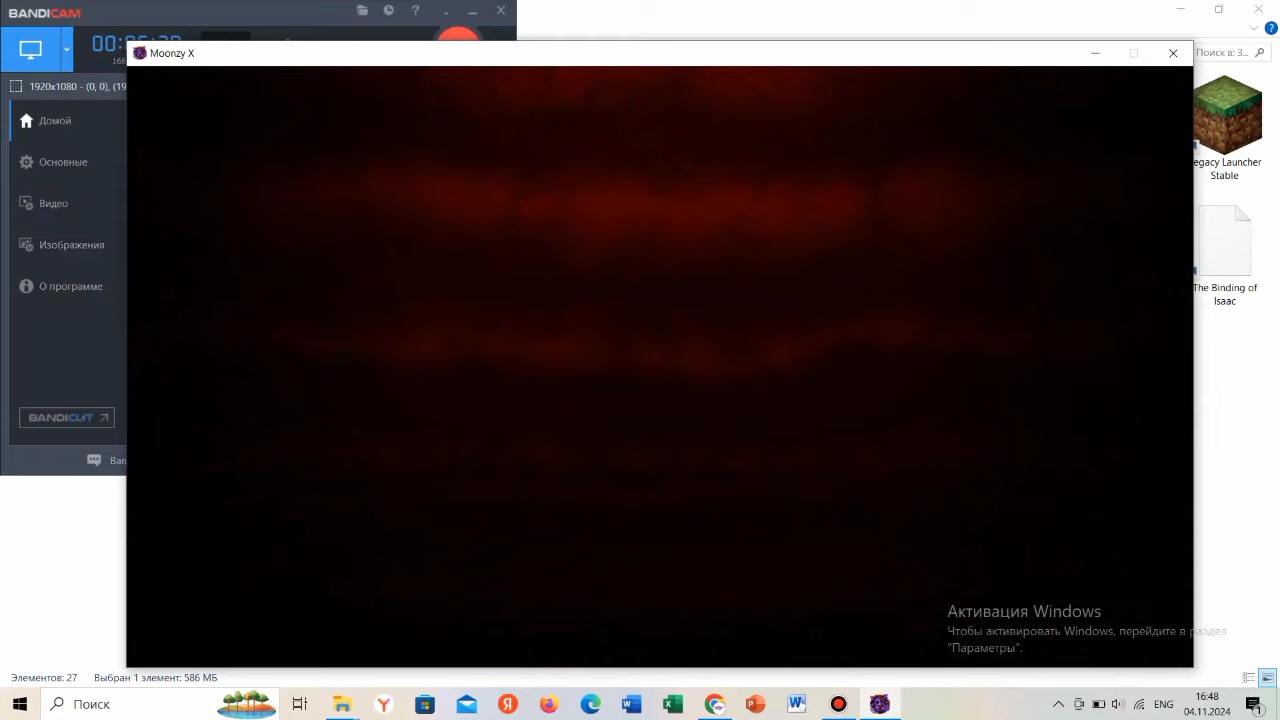 BANDICAM
1920x1080 - (0, 0), (19
Домой
Основные
Видео
Изображения
О программе
BANDICUT
Ban
Moonzy X
Поиск в: З...
egacy Launcher
Stable
The Binding of
Isaac
Активация Windows
Чтобы активировать Windows, перейдите в раздел
"Параметры".
Элементов: 27
Выбран 1 элемент: 586 МБ
Поиск
ENG
16:48
04.11.2024
1